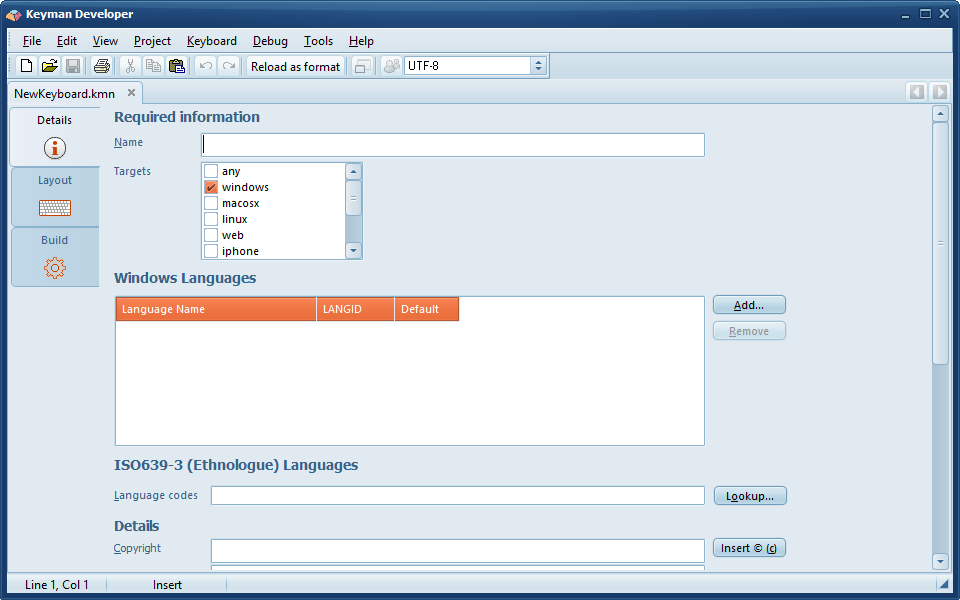 Keyman Developer
File Edit View Project Keyboard Debug Tools Help
Reload as format UTF-8
NewKeyboard.kmn
Details
Layout
Build
Required information
Name
Targets
any
windows
macosx
linux
web
iphone
Windows Languages
Language Name LANGID Default
Add...
Remove
ISO639-3 (Ethnologue) Languages
Language codes Lookup...
Details
Copyright Insert © (c)
Line 1, Col 1 Insert